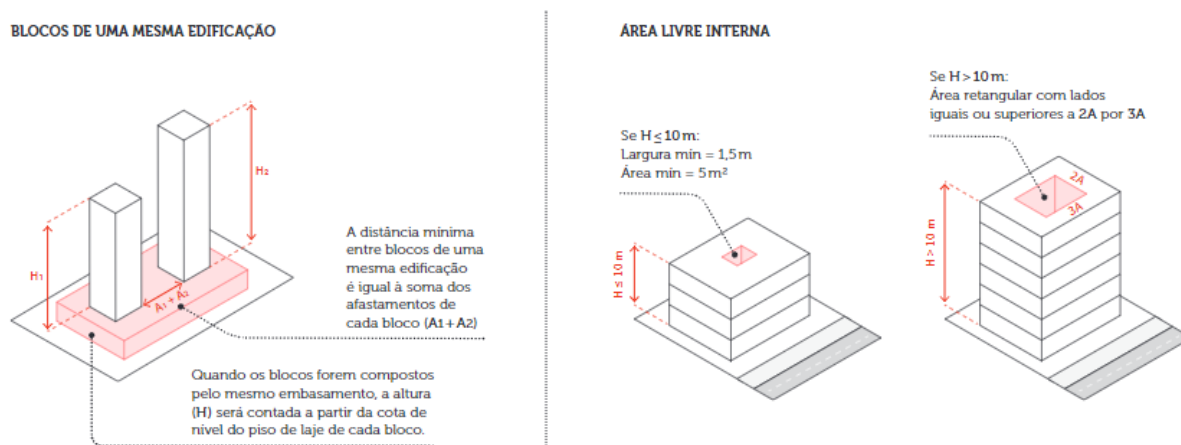 BLOCOS DE UMA MESMA EDIFICAÇÃO
H₁
H₂
A₁ + A₂
A distância mínima
entre blocos de uma
mesma edificação
é igual à soma dos
afastamentos de
cada bloco (A1 + A2)
Quando os blocos forem compostos
pelo mesmo embasamento, a altura
(H) será contada a partir da cota de
nível do piso de laje de cada bloco.
ÁREA LIVRE INTERNA
Se H ≤ 10 m:
Largura mín = 1,5 m
Área mín = 5 m²
H ≤ 10 m
Se H > 10 m:
Área retangular com lados
iguais ou superiores a 2A por 3A
2A
3A
H > 10 m